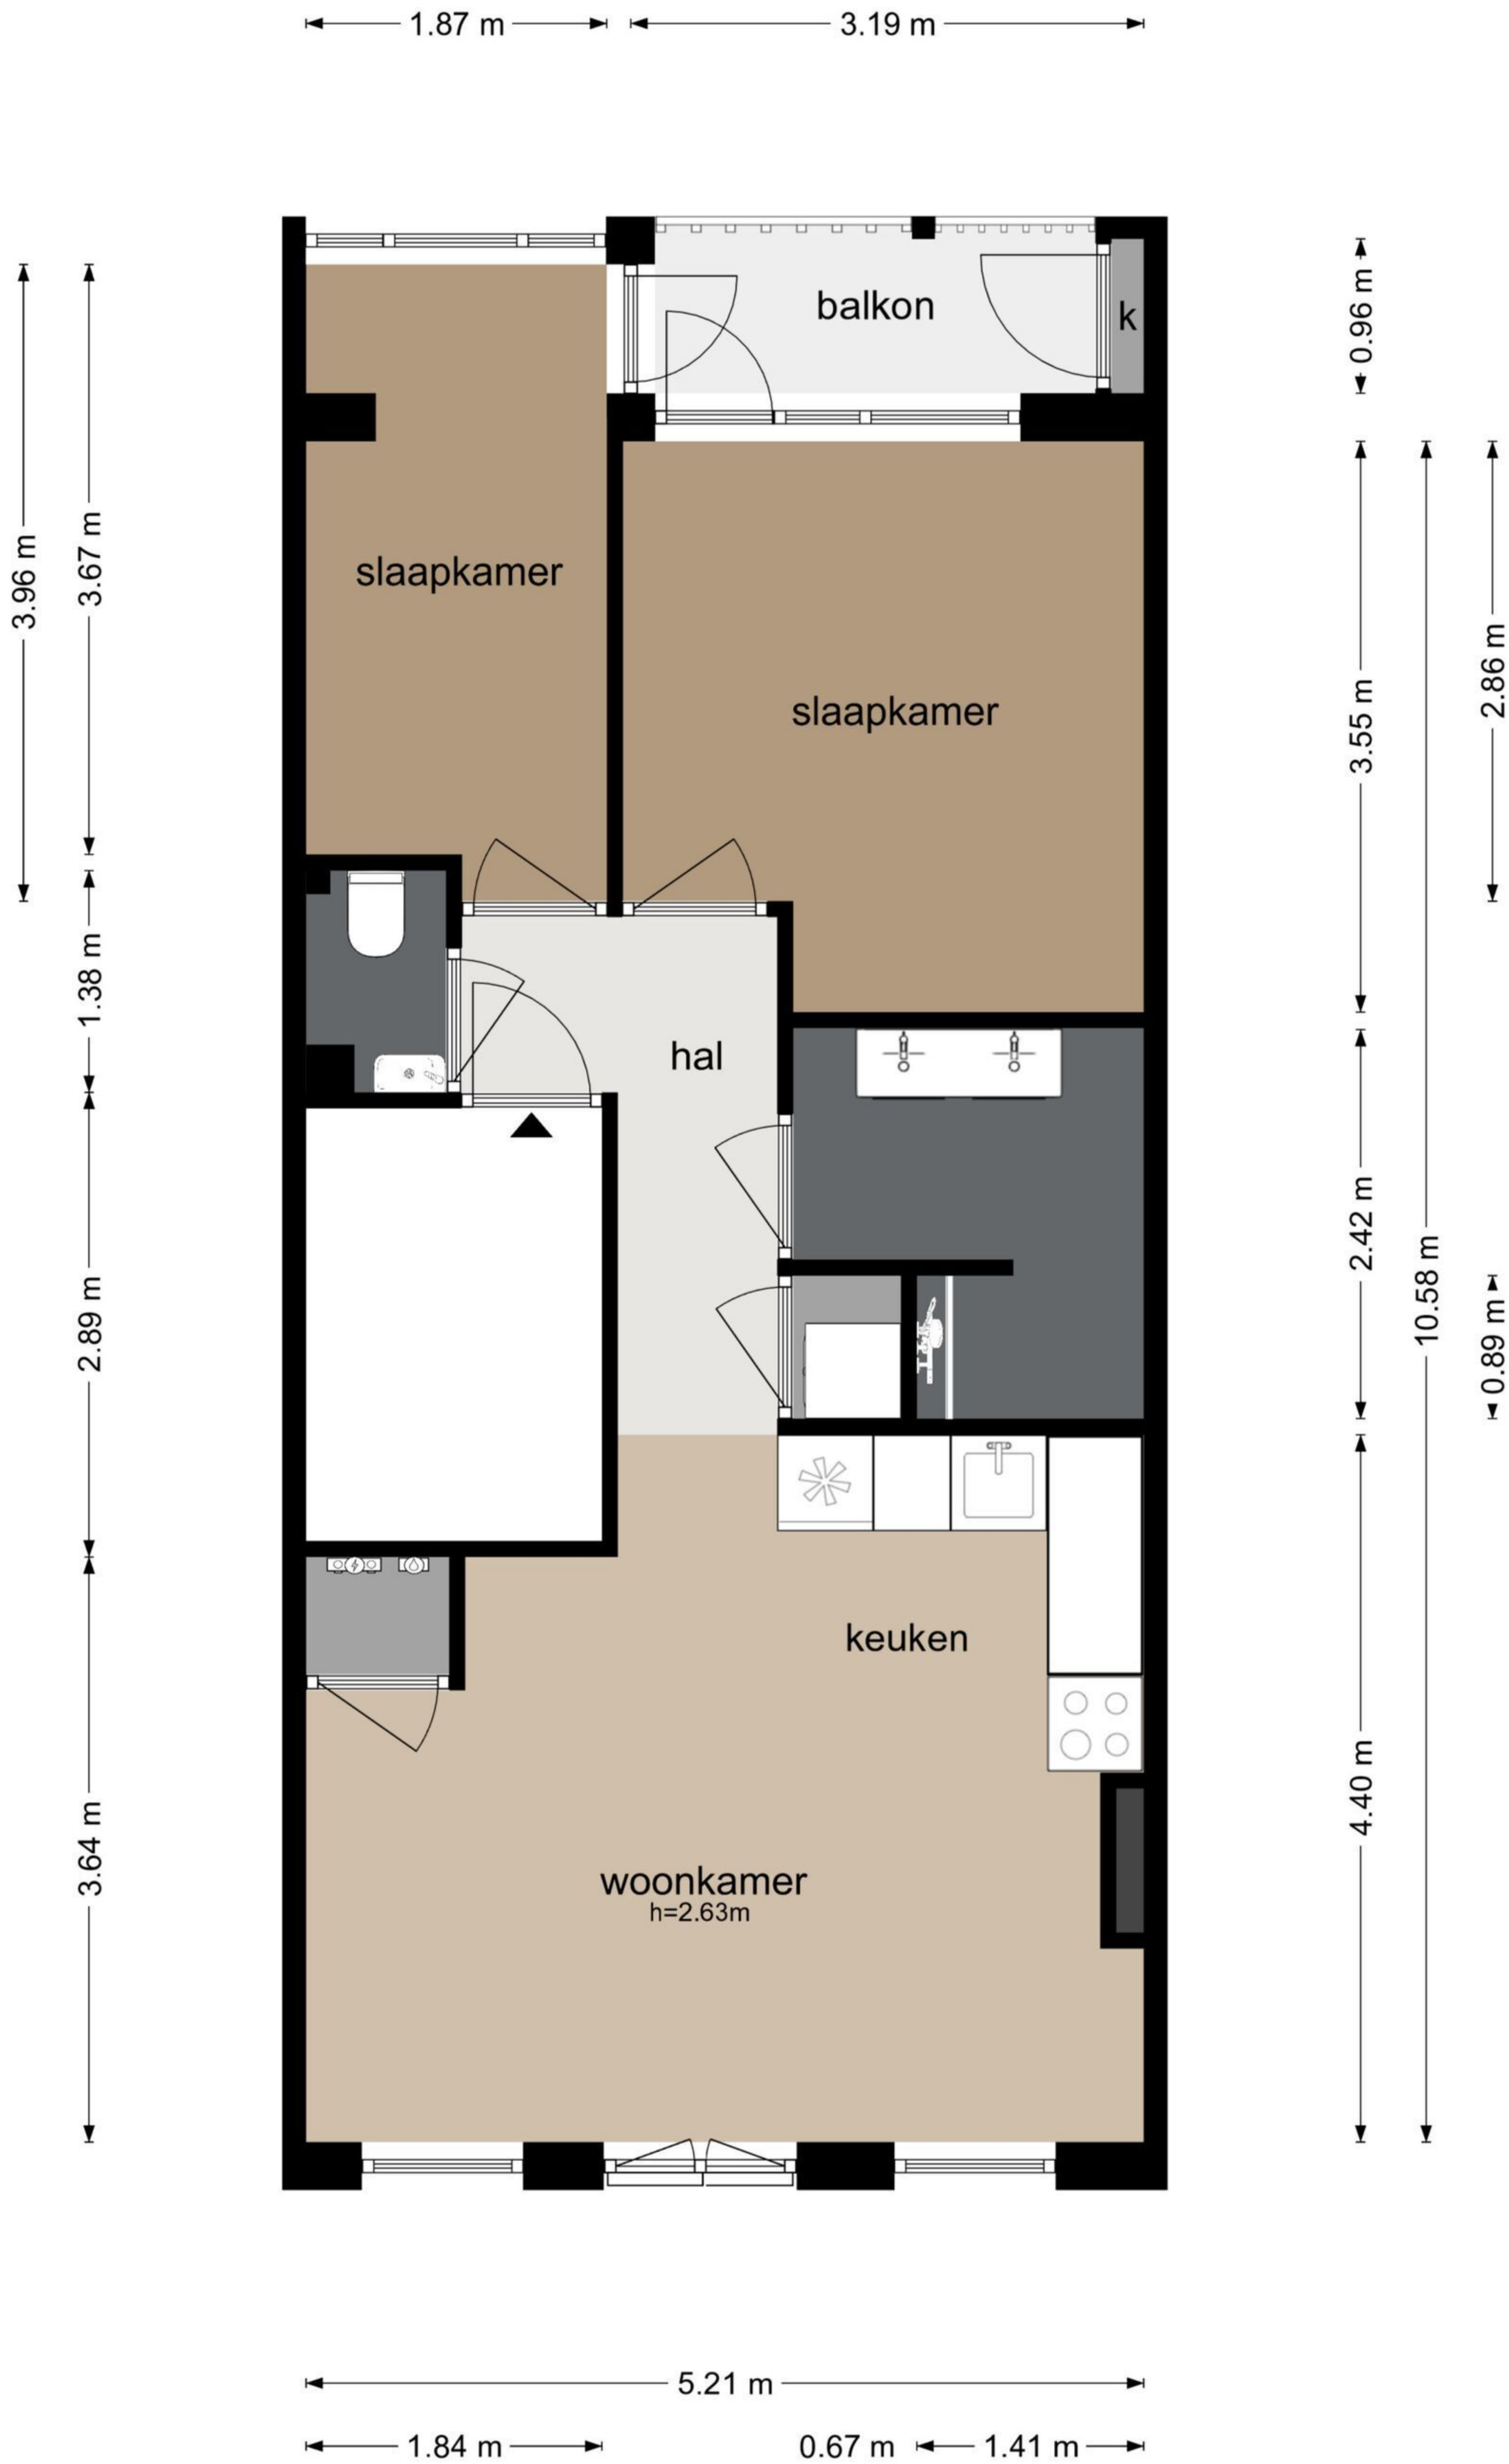 1.87 m
3.19 m
balkon
k
0.96 m
3.96 m
3.67 m
slaapkamer
slaapkamer
3.55 m
2.86 m
1.38 m
hal
2.42 m
10.58 m
2.89 m
0.89 m
keuken
4.40 m
3.64 m
woonkamer
h=2.63m
5.21 m
1.84 m
0.67 m
1.41 m